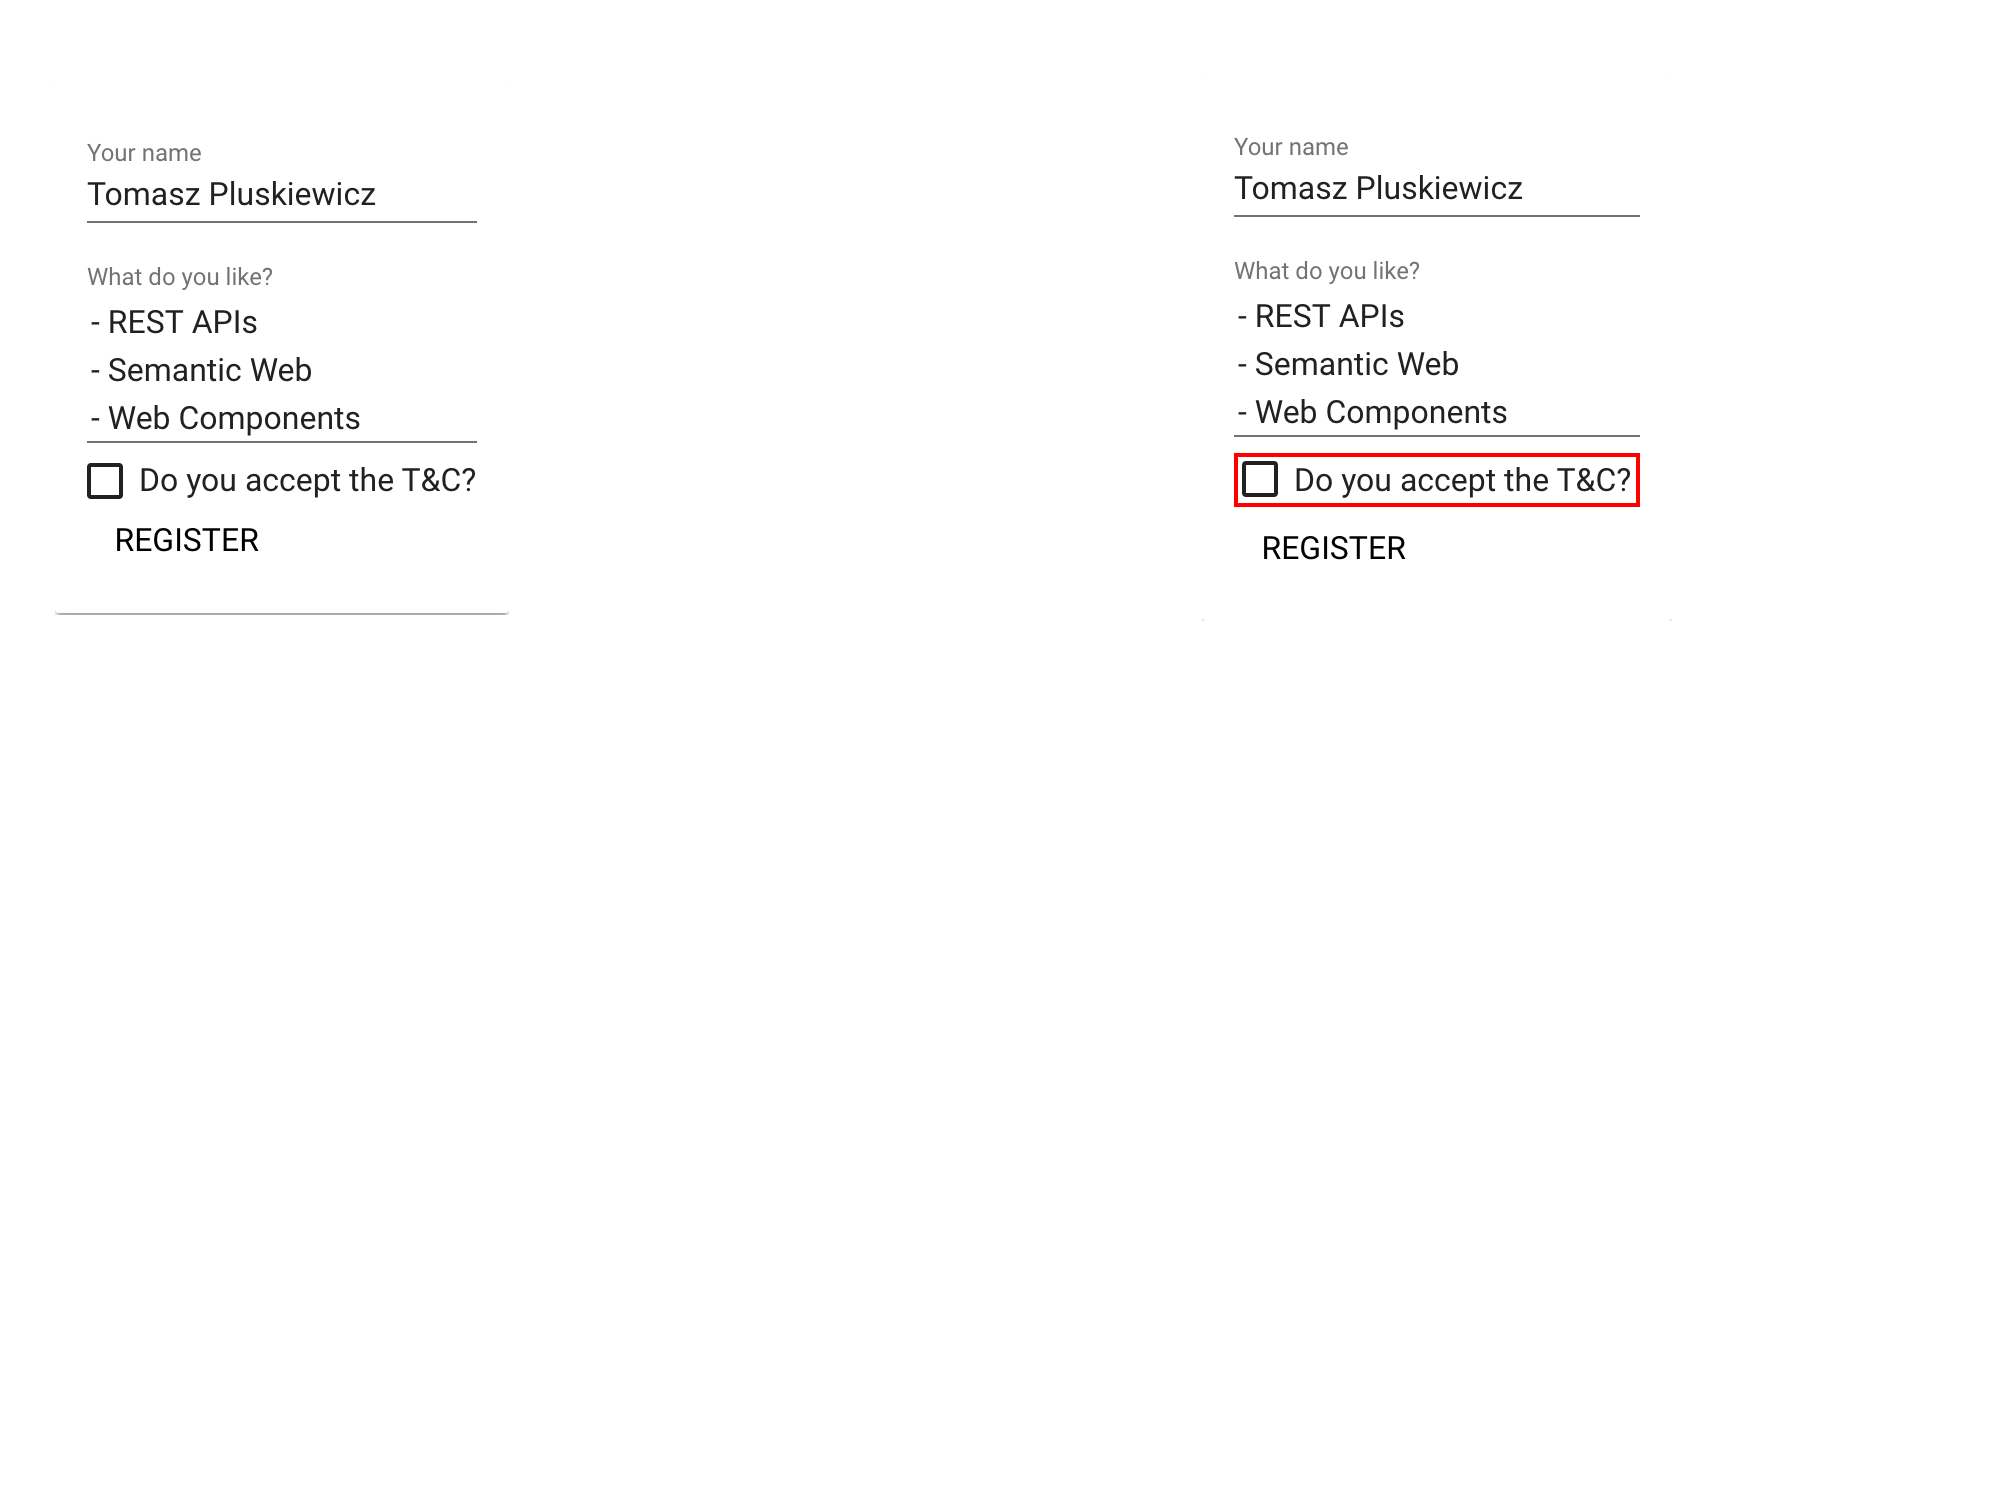 Your name
Tomasz Pluskiewicz
What do you like?
- REST APIs
- Semantic Web
- Web Components
Do you accept the T&C?
REGISTER
Your name
Tomasz Pluskiewicz
What do you like?
- REST APIs
- Semantic Web
- Web Components
Do you accept the T&C?
REGISTER